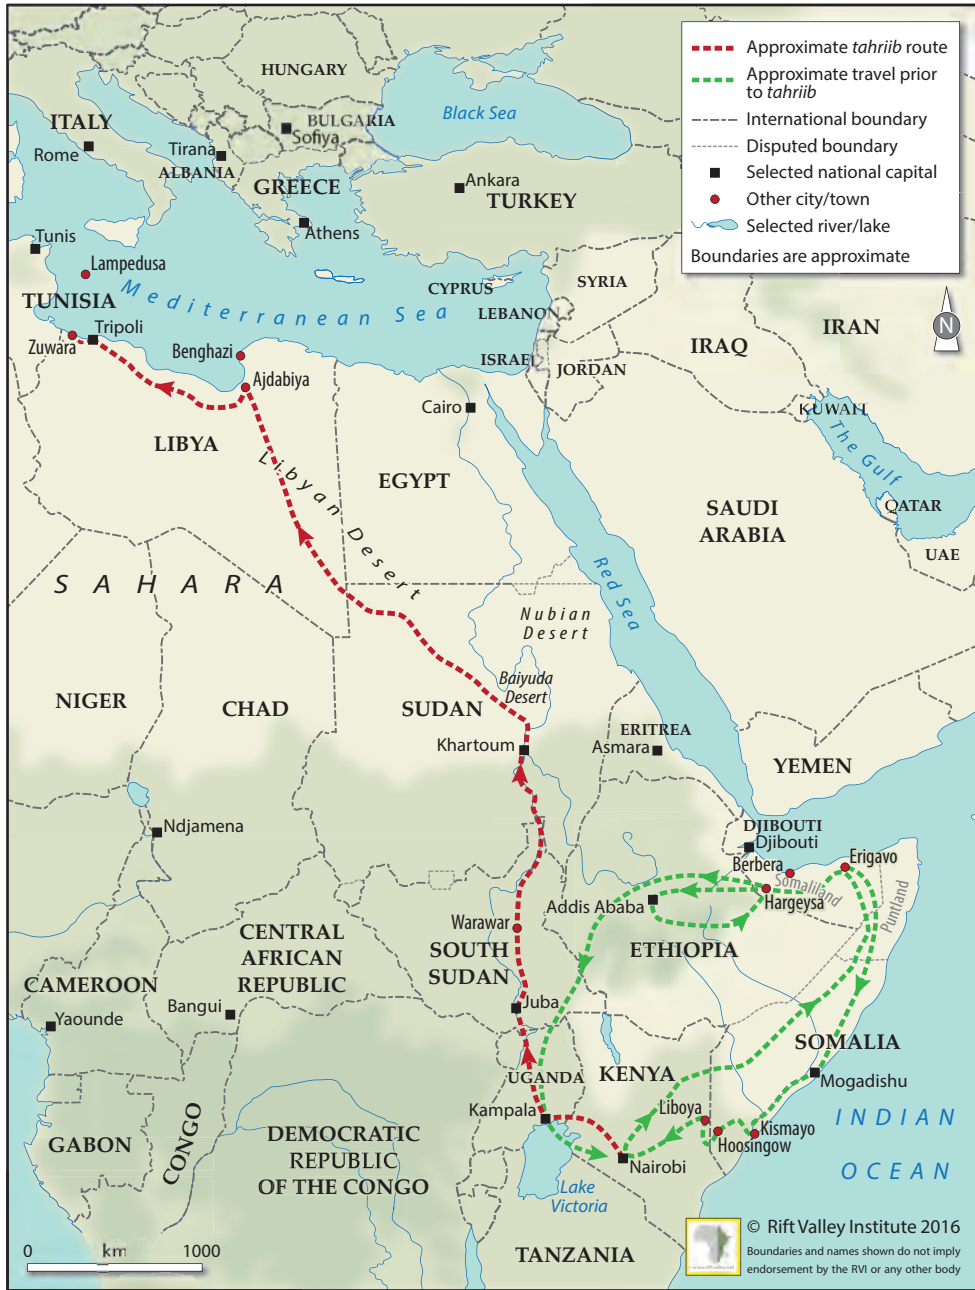 Approximate tahriib route
Approximate travel prior
to tahriib
International boundary
Disputed boundary
Selected national capital
Other city/town
Selected river/lake
Boundaries are approximate
N
HUNGARY
Black Sea
ITALY
BULGARIA
Sofiya
Rome
Tirana
ALBANIA
GREECE
Ankara
TURKEY
Athens
Tunis
Lampedusa
TUNISIA
Mediterranean Sea
CYPRUS
SYRIA
LEBANON
Tripoli
Zuwara
Benghazi
ISRAEL
JORDAN
IRAQ
IRAN
Ajdabiya
Cairo
KUWAIT
The Gulf
LIBYA
Libyan Desert
EGYPT
SAUDI
ARABIA
QATAR
UAE
SAHARA
Red Sea
Nubian
Desert
Baiyuda
Desert
NIGER
CHAD
SUDAN
Khartoum
ERITREA
Asmara
YEMEN
Ndjamena
DJIBOUTI
Djibouti
Berbera
Erigavo
Somaliland
Hargeysa
Puntland
Addis Ababa
Warawar
CENTRAL
AFRICAN
REPUBLIC
SOUTH
SUDAN
ETHIOPIA
CAMEROON
Yaounde
Bangui
Juba
SOMALIA
UGANDA
KENYA
Mogadishu
Kampala
Liboya
Kismayo
Hoosingow
INDIAN
OCEAN
GABON
CONGO
DEMOCRATIC
REPUBLIC
OF THE CONGO
Nairobi
Lake
Victoria
TANZANIA
0 km 1000
© Rift Valley Institute 2016
Boundaries and names shown do not imply
endorsement by the RVI or any other body